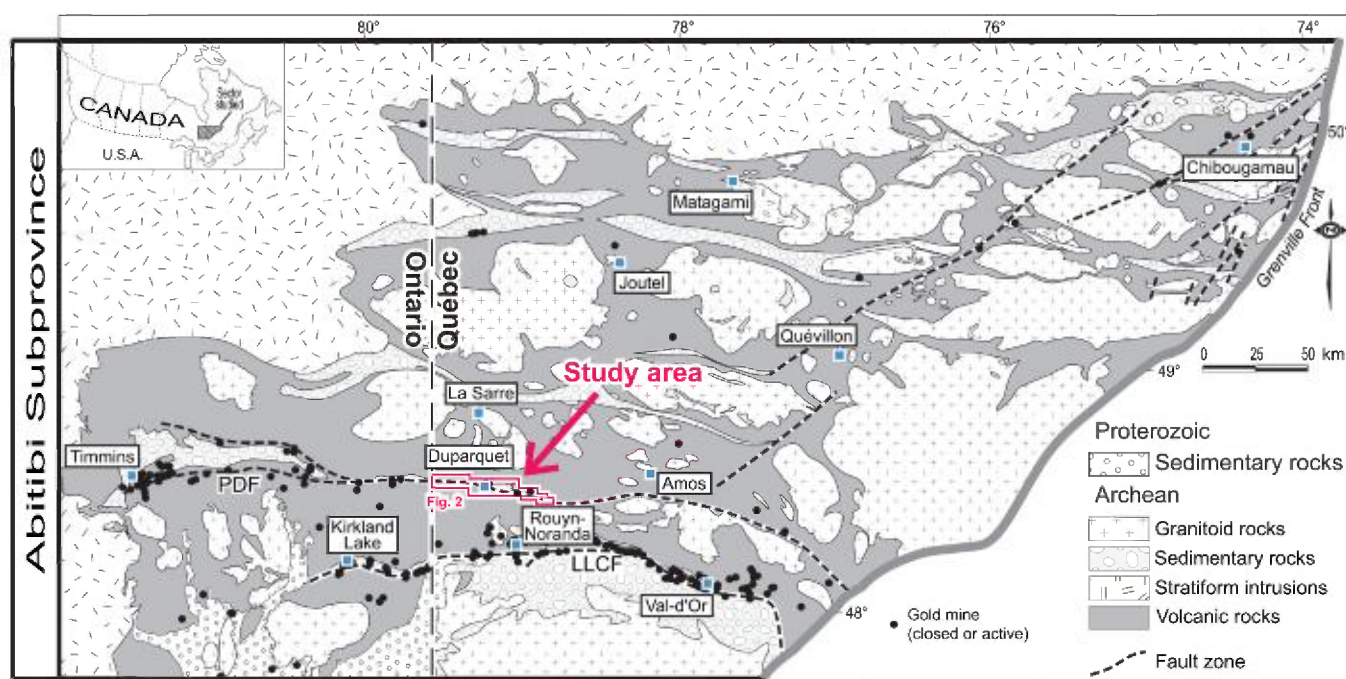 80°
78°
76°
74°
Abitibi Subprovince
CANADA
U.S.A.
Sector
studied
50°
Chibougamau
Matagami
Grenville Front
N
Ontario
Québec
Joutel
Quévillon
0 25 50 km
49°
Study area
La Sarre
Proterozoic
Sedimentary rocks
Timmins
Duparquet
Amos
Archean
PDF
Fig. 2
Granitoid rocks
Kirkland
Lake
Rouyn-
Noranda
Sedimentary rocks
LLCF
Stratiform intrusions
Val-d'Or
48°
Gold mine
(closed or active)
Volcanic rocks
Fault zone